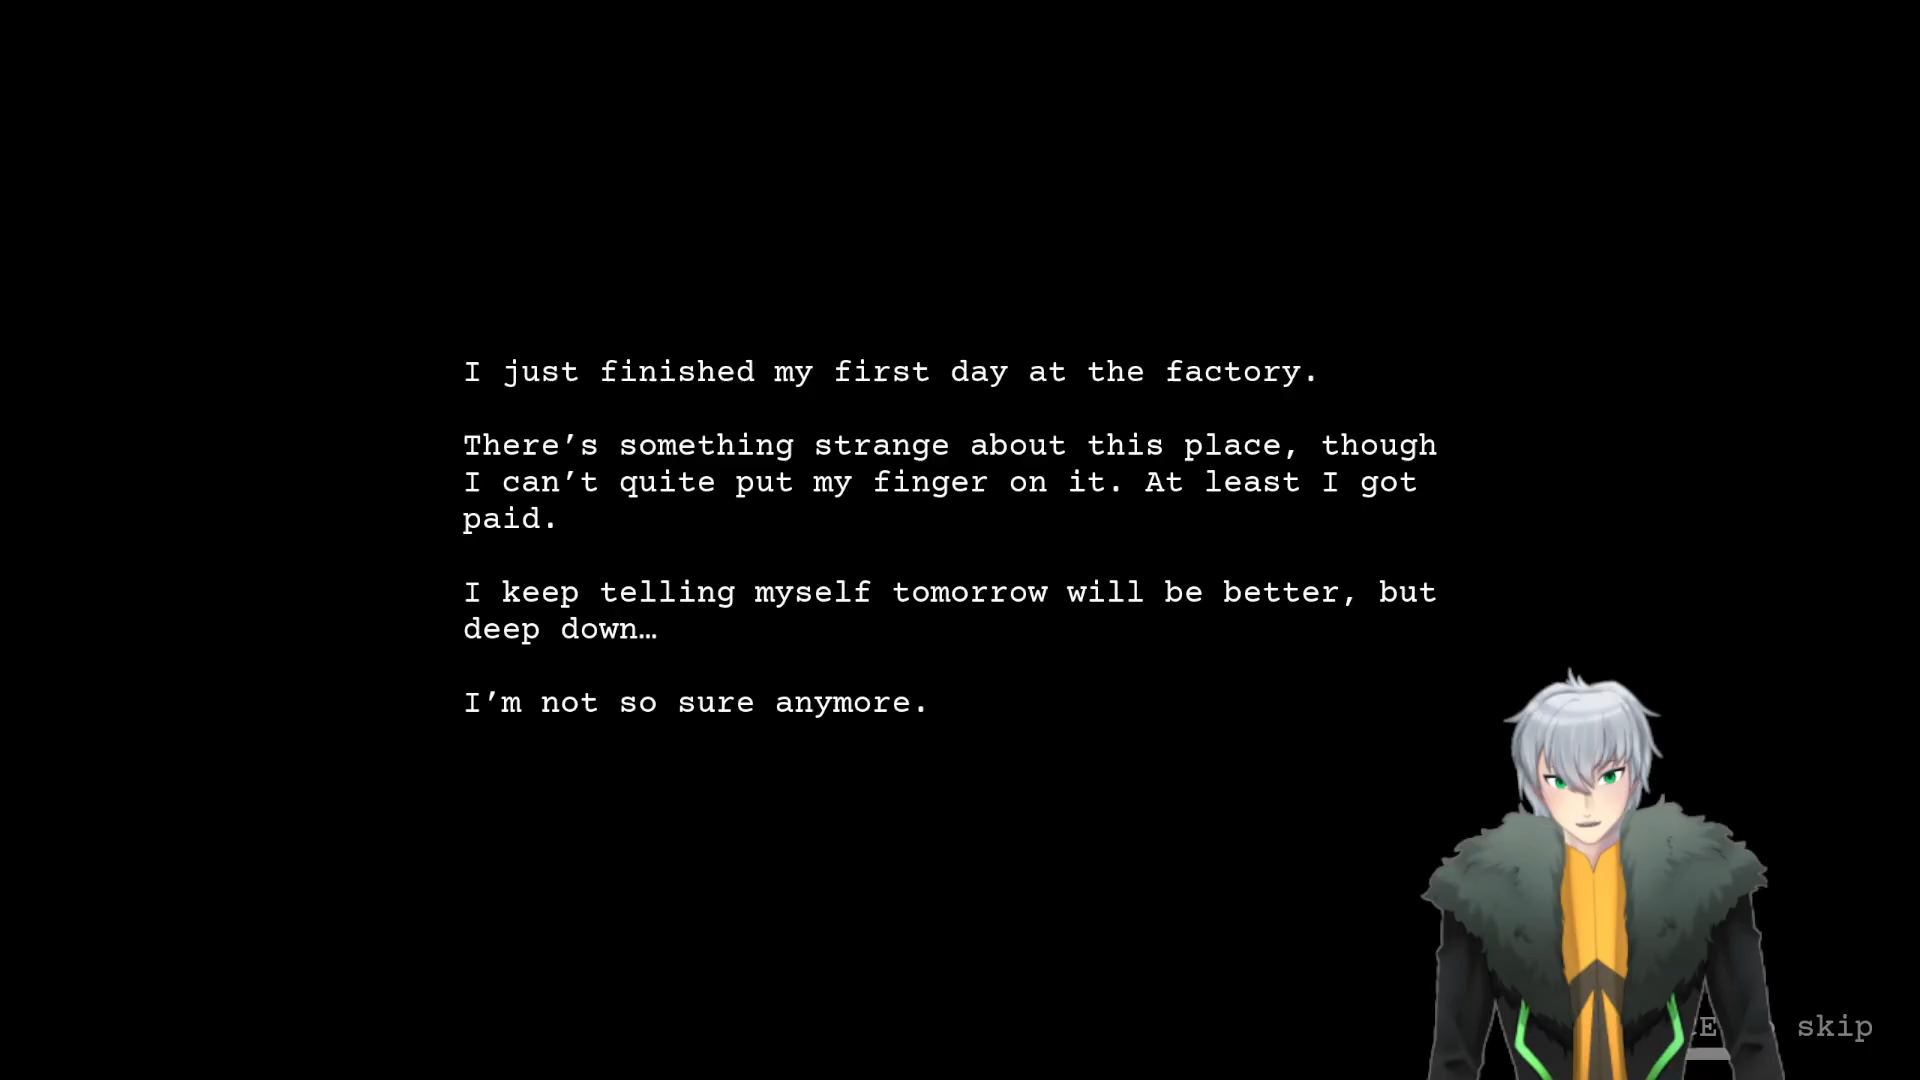 I just finished my first day at the factory.
There’s something strange about this place, though
I can’t quite put my finger on it. At least I got
paid.
I keep telling myself tomorrow will be better, but
deep down…
I’m not so sure anymore.
skip